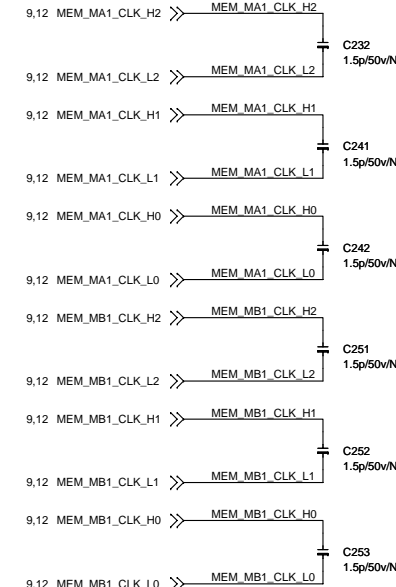 9,12 MEM_MA1_CLK_H2 MEM_MA1_CLK_H2
C232
1.5p/50v/N
9,12 MEM_MA1_CLK_L2 MEM_MA1_CLK_L2
9,12 MEM_MA1_CLK_H1 MEM_MA1_CLK_H1
C241
1.5p/50v/N
9,12 MEM_MA1_CLK_L1 MEM_MA1_CLK_L1
9,12 MEM_MA1_CLK_H0 MEM_MA1_CLK_H0
C242
1.5p/50v/N
9,12 MEM_MA1_CLK_L0 MEM_MA1_CLK_L0
9,12 MEM_MB1_CLK_H2 MEM_MB1_CLK_H2
C251
1.5p/50v/N
9,12 MEM_MB1_CLK_L2 MEM_MB1_CLK_L2
9,12 MEM_MB1_CLK_H1 MEM_MB1_CLK_H1
C252
1.5p/50v/N
9,12 MEM_MB1_CLK_L1 MEM_MB1_CLK_L1
9,12 MEM_MB1_CLK_H0 MEM_MB1_CLK_H0
C253
1.5p/50v/N
9,12 MEM_MB1_CLK_L0 MEM_MB1_CLK_L0